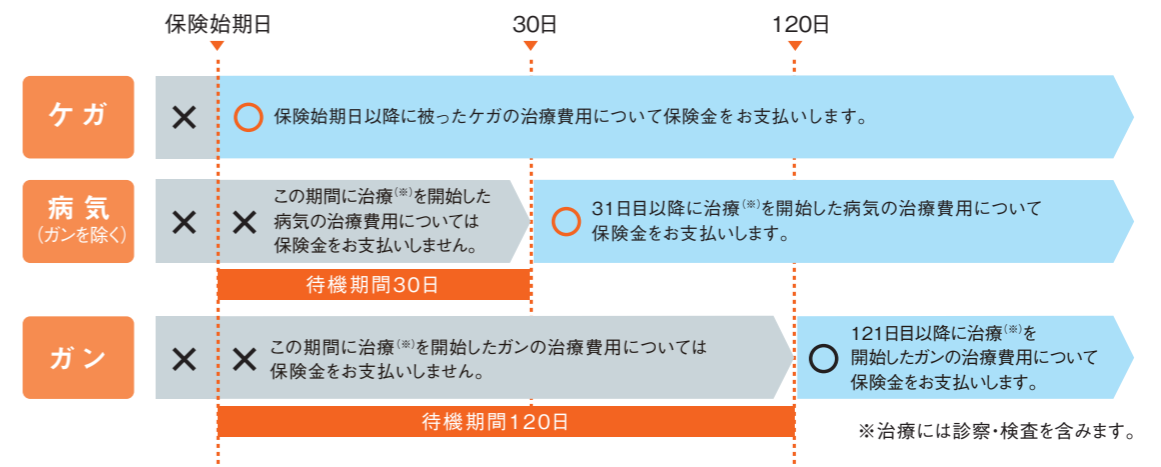 保険始期日
30日
120日
ケガ
×
○ 保険始期日以降に被ったケガの治療費用について保険金をお支払いします。
病気
(ガンを除く)
×
× この期間に治療(※)を開始した
病気の治療費用については
保険金をお支払いしません。
○ 31日目以降に治療(※)を開始した病気の治療費用について
保険金をお支払いします。
待機期間30日
ガン
×
× この期間に治療(※)を開始したガンの治療費用については
保険金をお支払いしません。
○ 121日目以降に治療(※)を
開始したガンの治療費用について
保険金をお支払いします。
待機期間120日
※治療には診察・検査を含みます。